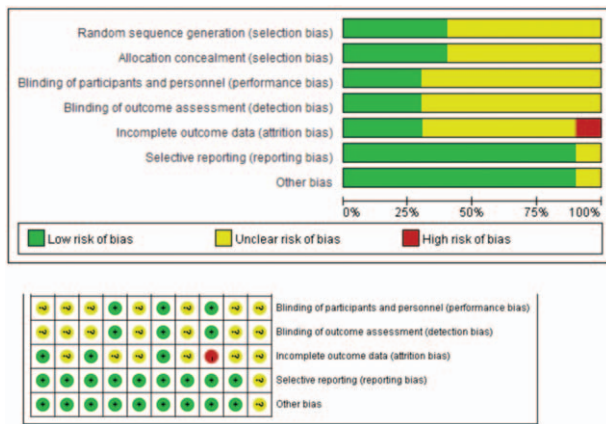 Random sequence generation (selection bias)
Allocation concealment (selection bias)
Blinding of participants and personnel (performance bias)
Blinding of outcome assessment (detection bias)
Incomplete outcome data (attrition bias)
Selective reporting (reporting bias)
Other bias
0% 25% 50% 75% 100%
Low risk of bias Unclear risk of bias High risk of bias
? ? ? + ? + ? + ? ? Blinding of participants and personnel (performance bias)
? ? ? + ? + ? + ? ? Blinding of outcome assessment (detection bias)
+ ? + ? ? + ? ? ? Incomplete outcome data (attrition bias)
+ + + + + + + + + ? Selective reporting (reporting bias)
+ + + + + + + + + ? Other bias